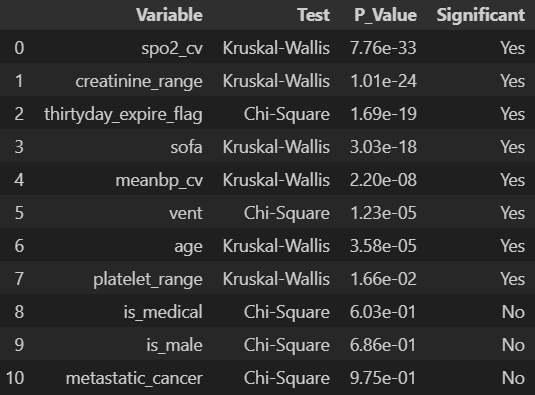 Variable Test P_Value Significant
0 spo2_cv Kruskal-Wallis 7.76e-33 Yes
1 creatinine_range Kruskal-Wallis 1.01e-24 Yes
2 thirtyday_expire_flag Chi-Square 1.69e-19 Yes
3 sofa Kruskal-Wallis 3.03e-18 Yes
4 meanbp_cv Kruskal-Wallis 2.20e-08 Yes
5 vent Chi-Square 1.23e-05 Yes
6 age Kruskal-Wallis 3.58e-05 Yes
7 platelet_range Kruskal-Wallis 1.66e-02 Yes
8 is_medical Chi-Square 6.03e-01 No
9 is_male Chi-Square 6.86e-01 No
10 metastatic_cancer Chi-Square 9.75e-01 No